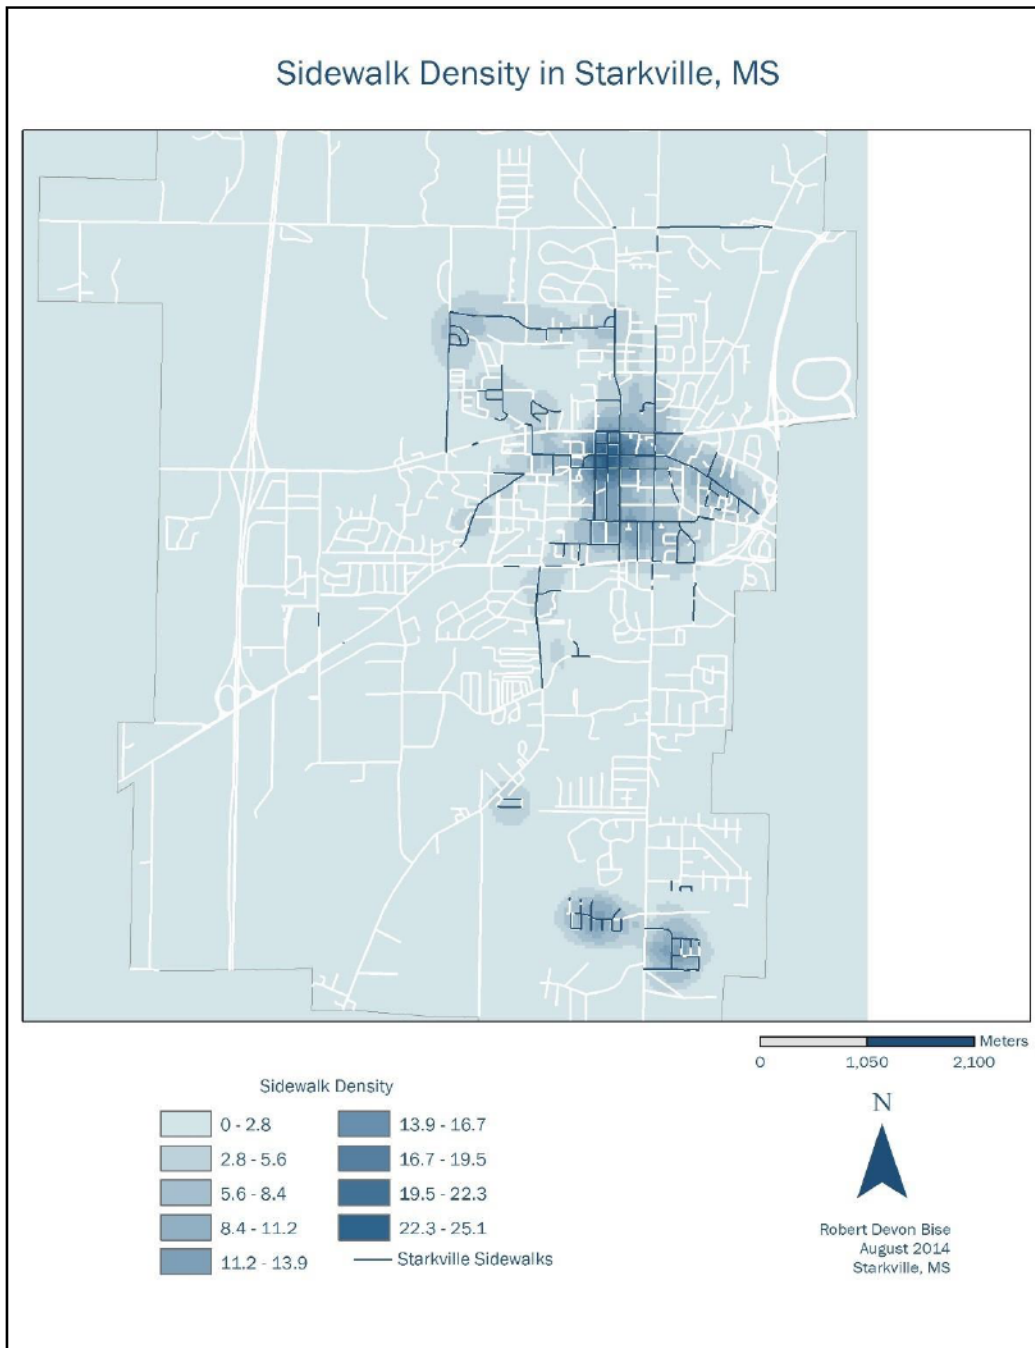 Sidewalk Density in Starkville, MS
Meters
0 1,050 2,100
Sidewalk Density
0 - 2.8
2.8 - 5.6
5.6 - 8.4
8.4 - 11.2
11.2 - 13.9
13.9 - 16.7
16.7 - 19.5
19.5 - 22.3
22.3 - 25.1
Starkville Sidewalks
N
Robert Devon Bise
August 2014
Starkville, MS